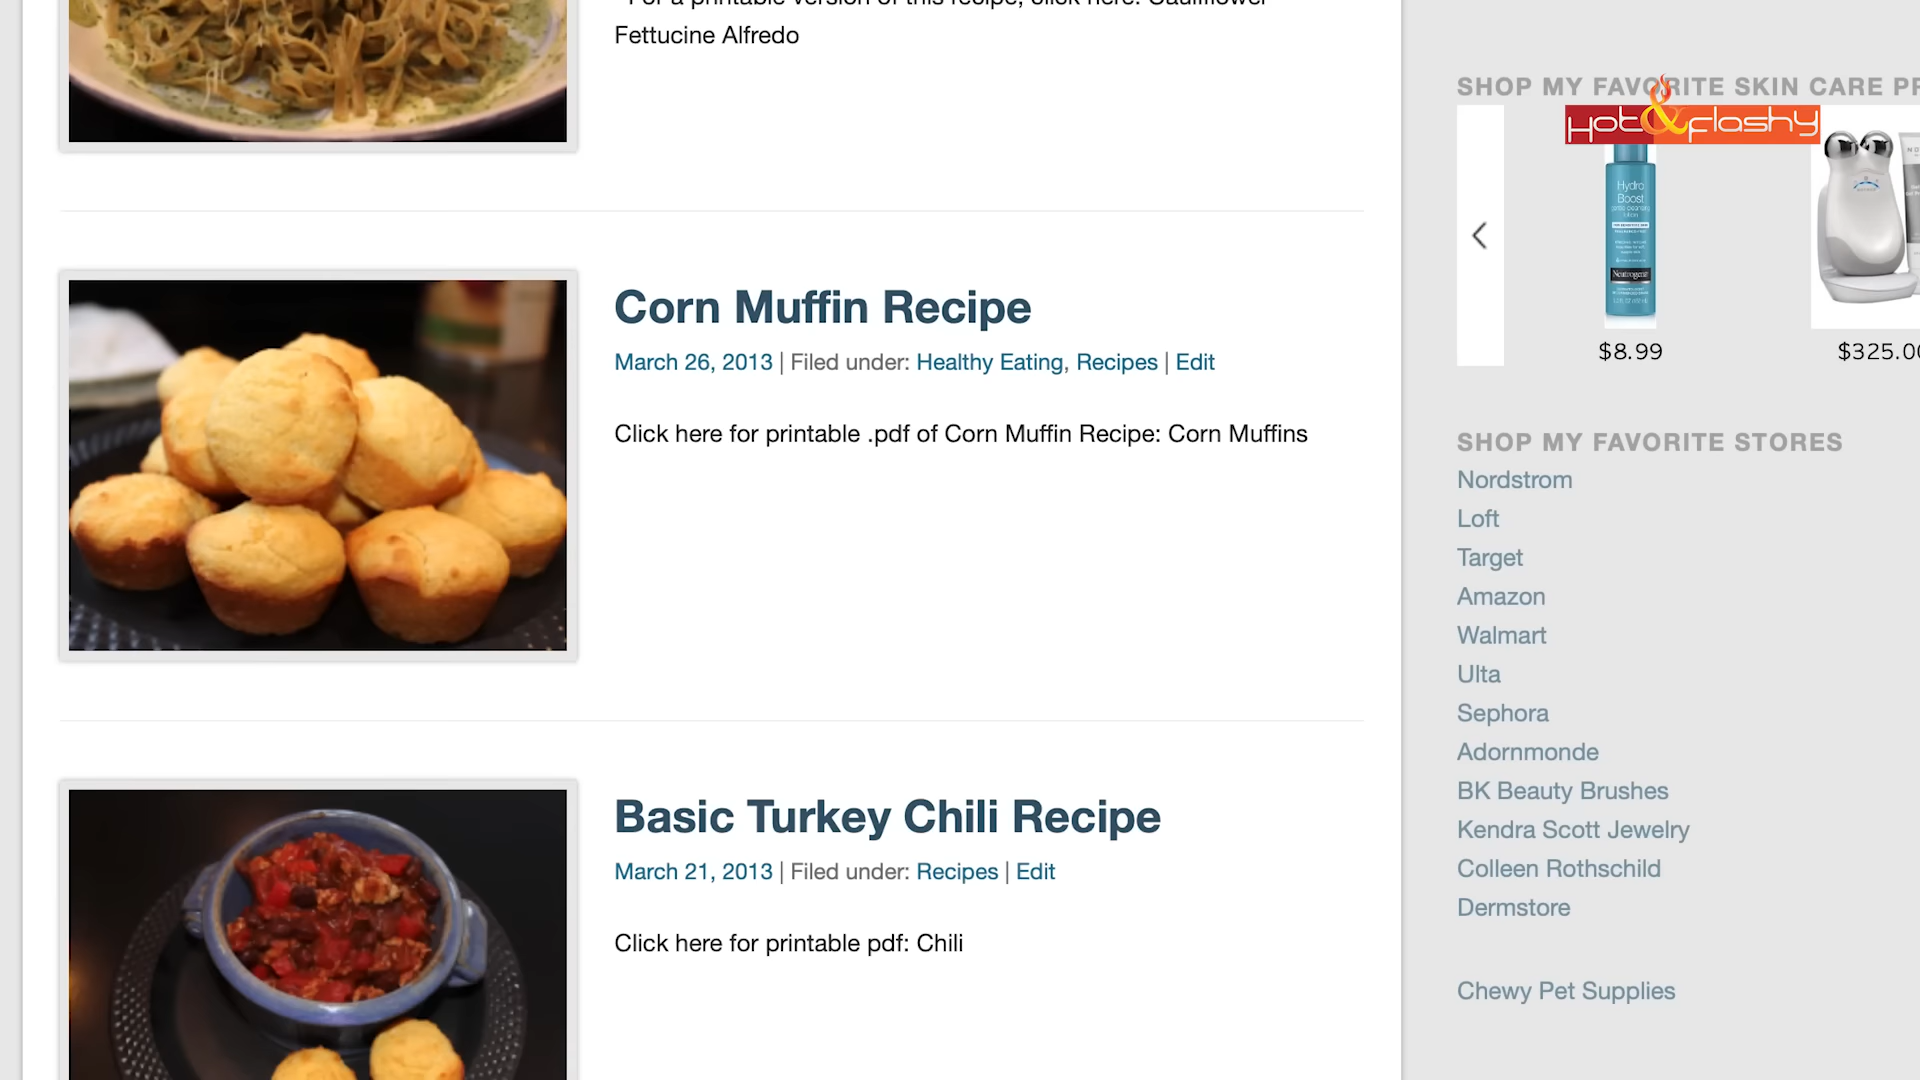 Fettucine Alfredo
Corn Muffin Recipe
March 26, 2013 | Filed under: Healthy Eating, Recipes | Edit
Click here for printable .pdf of Corn Muffin Recipe: Corn Muffins
Basic Turkey Chili Recipe
March 21, 2013 | Filed under: Recipes | Edit
Click here for printable pdf: Chili
SHOP MY FAVORITE SKIN CARE PR
Hot&flashy
Hydro
Boost
Neutrogena
$8.99
$325.00
SHOP MY FAVORITE STORES
Nordstrom
Loft
Target
Amazon
Walmart
Ulta
Sephora
Adornmonde
BK Beauty Brushes
Kendra Scott Jewelry
Colleen Rothschild
Dermstore
Chewy Pet Supplies